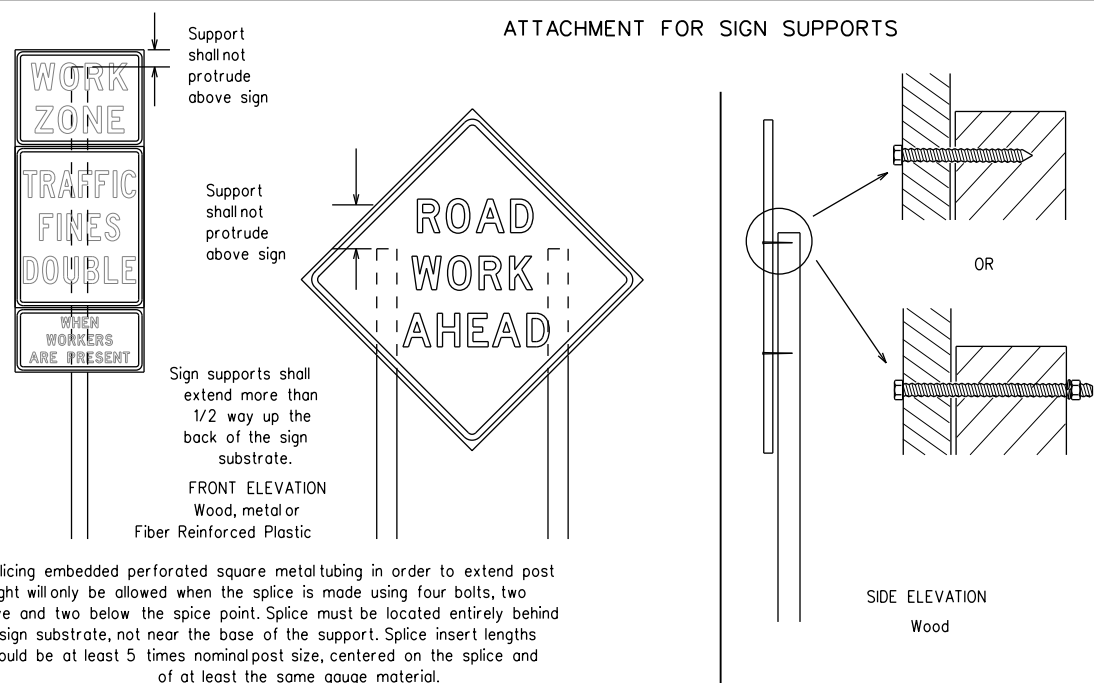 ATTACHMENT FOR SIGN SUPPORTS
Support
shall not
protrude
above sign
WORK
ZONE
TRAFFIC
FINES
DOUBLE
WHEN
WORKERS
ARE PRESENT
Support
shall not
protrude
above sign
ROAD
WORK
AHEAD
OR
Sign supports shall
extend more than
1/2 way up the
back of the sign
substrate.
FRONT ELEVATION
Wood, metal or
Fiber Reinforced Plastic
SIDE ELEVATION
Wood
licing embedded perforated square metal tubing in order to extend post
ght will only be allowed when the splice is made using four bolts, two
ve and two below the spice point. Splice must be located entirely behind
sign substrate, not near the base of the support. Splice insert lengths
ould be at least 5 times nominal post size, centered on the splice and
of at least the same gauge material.